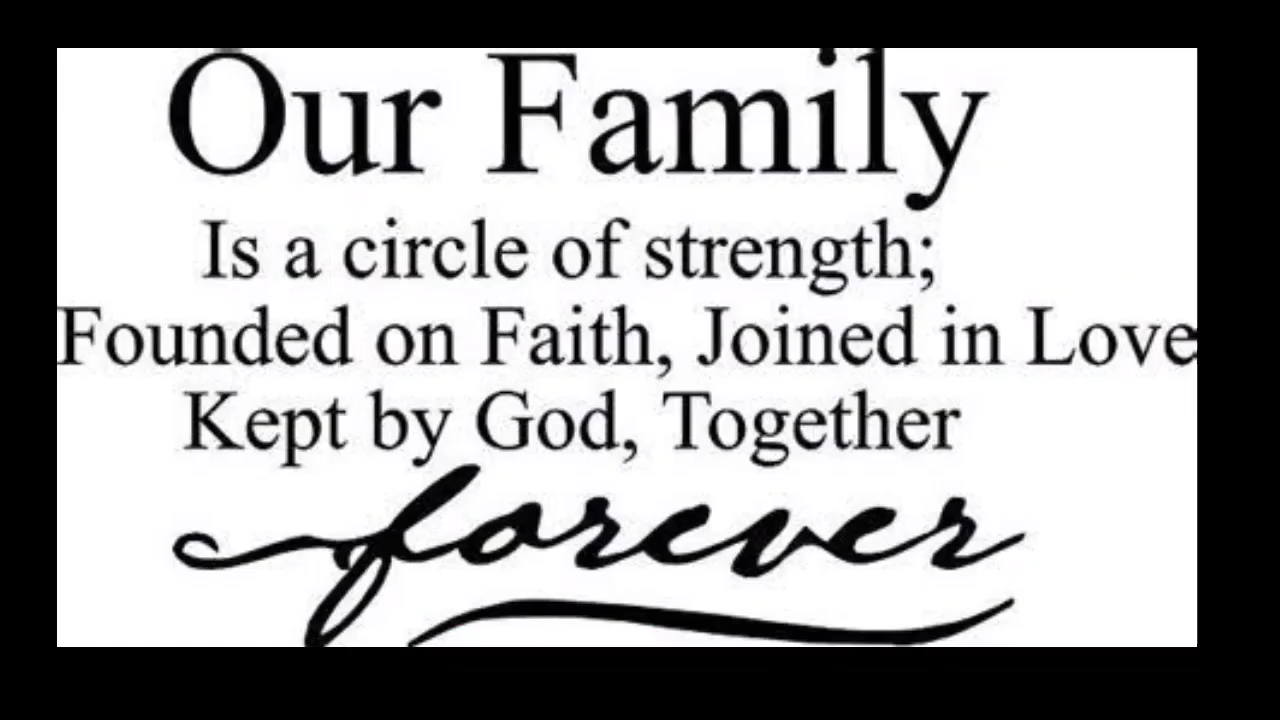 Our Family
Is a circle of strength;
Founded on Faith, Joined in Love
Kept by God, Together
forever